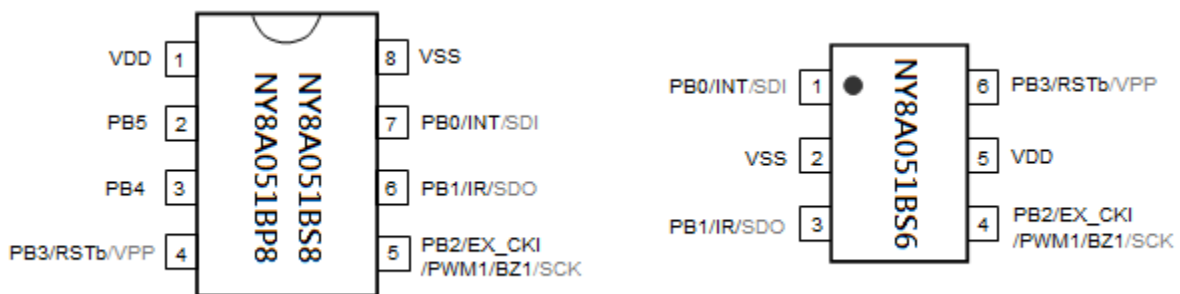 VDD 1
PB5 2
PB4 3
PB3/RSTb/VPP 4
NY8A051BP8
NY8A051BS8
8 VSS
7 PB0/INT/SDI
6 PB1/IR/SDO
5 PB2/EX_CKI
/PWM1/BZ1/SCK
PB0/INT/SDI 1
VSS 2
PB1/IR/SDO 3
NY8A051BS6
6 PB3/RSTb/VPP
5 VDD
4 PB2/EX_CKI
/PWM1/BZ1/SCK